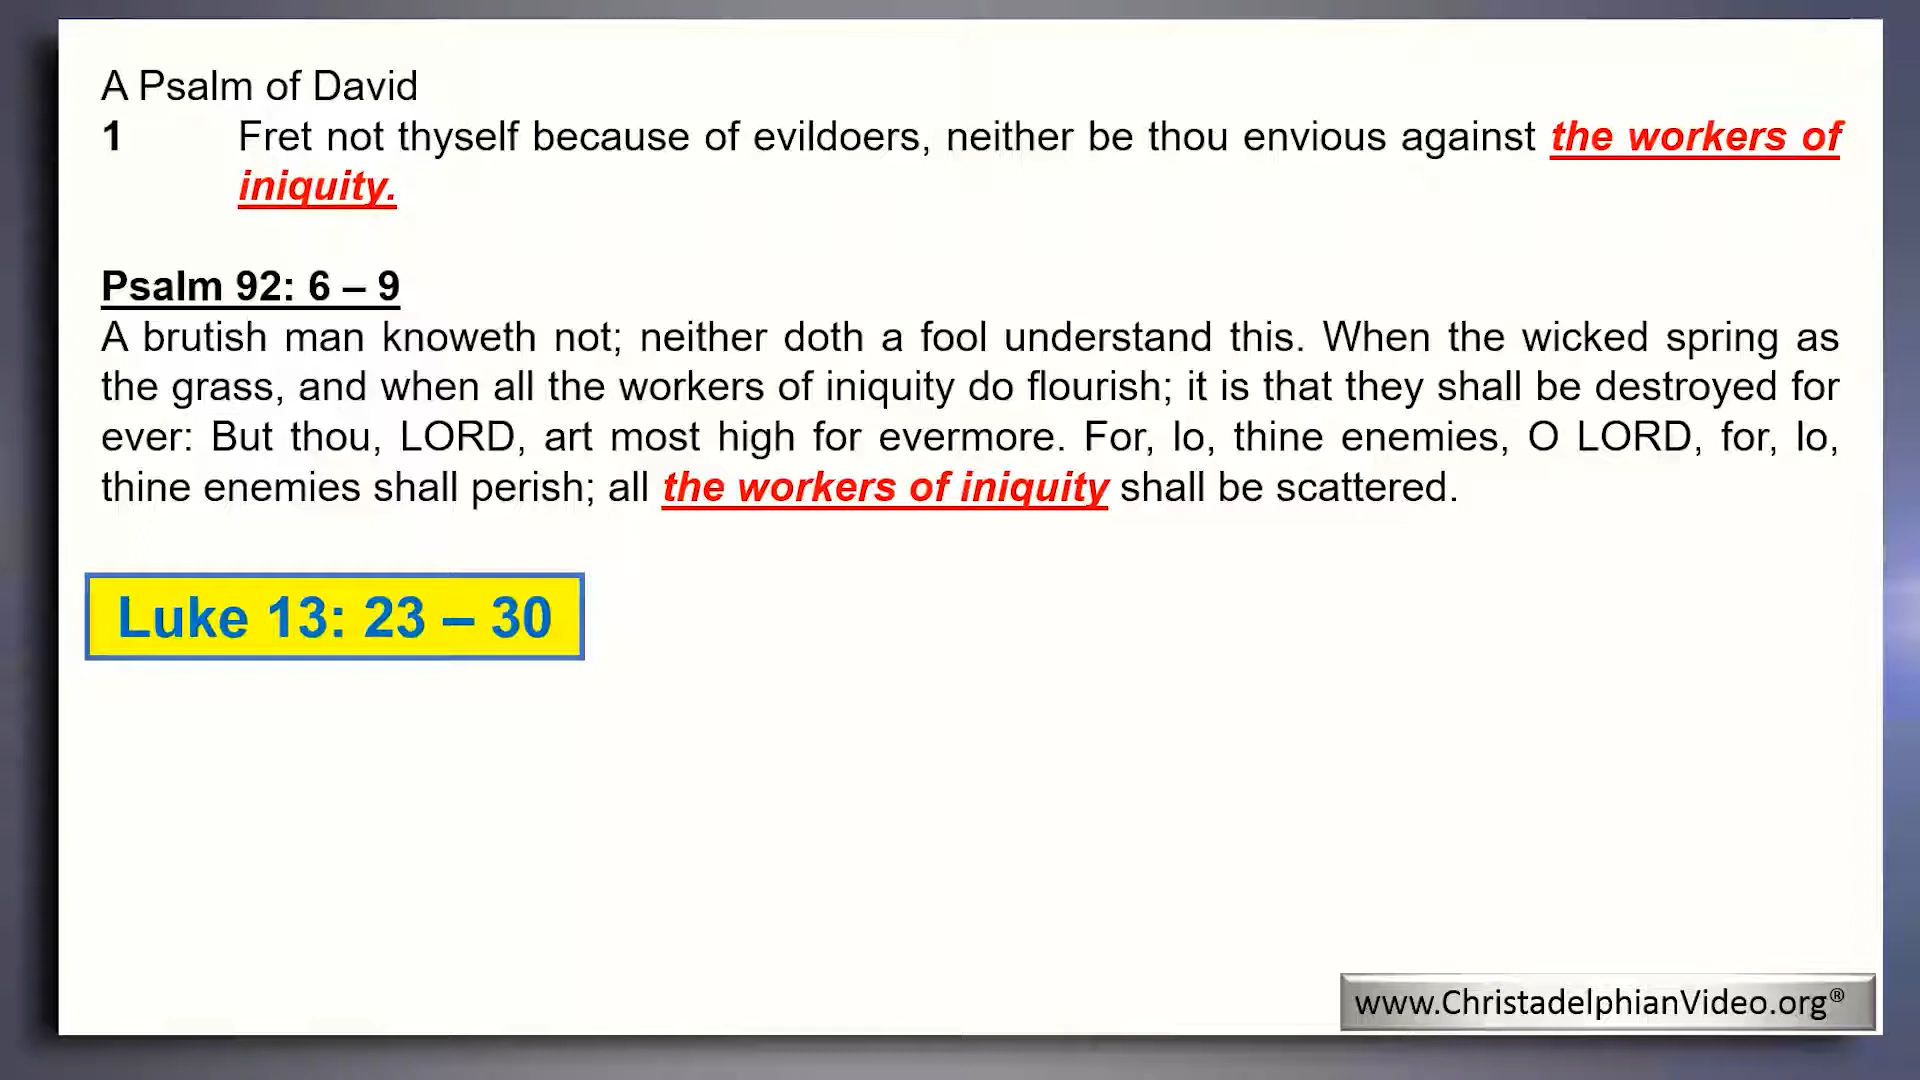 A Psalm of David
1 Fret not thyself because of evildoers, neither be thou envious against the workers of
iniquity.
Psalm 92: 6 – 9
A brutish man knoweth not; neither doth a fool understand this. When the wicked spring as
the grass, and when all the workers of iniquity do flourish; it is that they shall be destroyed for
ever: But thou, LORD, art most high for evermore. For, lo, thine enemies, O LORD, for, lo,
thine enemies shall perish; all the workers of iniquity shall be scattered.
Luke 13: 23 – 30
www.ChristadelphianVideo.org®